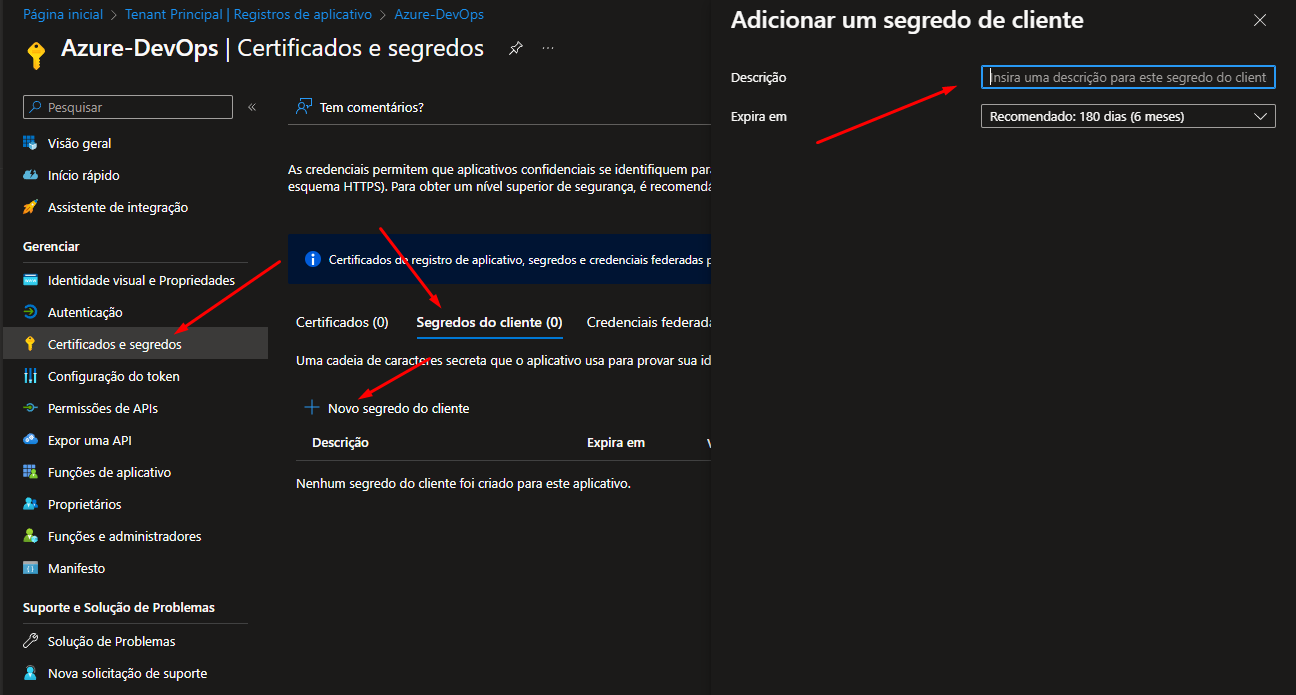 Página inicial > Tenant Principal | Registros de aplicativo > Azure-DevOps
Azure-DevOps | Certificados e segredos
Pesquisar
Visão geral
Início rápido
Assistente de integração
Gerenciar
Identidade visual e Propriedades
Autenticação
Certificados e segredos
Configuração do token
Permissões de APIs
Expor uma API
Funções de aplicativo
Proprietários
Funções e administradores
Manifesto
Suporte e Solução de Problemas
Solução de Problemas
Nova solicitação de suporte
Tem comentários?
As credenciais permitem que aplicativos confidenciais se identifiquem par
esquema HTTPS). Para obter um nível superior de segurança, é recomenda
Certificados de registro de aplicativo, segredos e credenciais federadas p
Certificados (0) Segredos do cliente (0) Credenciais federada
Uma cadeia de caracteres secreta que o aplicativo usa para provar sua id
Novo segredo do cliente
Descrição Expira em V
Nenhum segredo do cliente foi criado para este aplicativo.
Adicionar um segredo de cliente
Descrição
Insira uma descrição para este segredo do client
Expira em
Recomendado: 180 dias (6 meses)